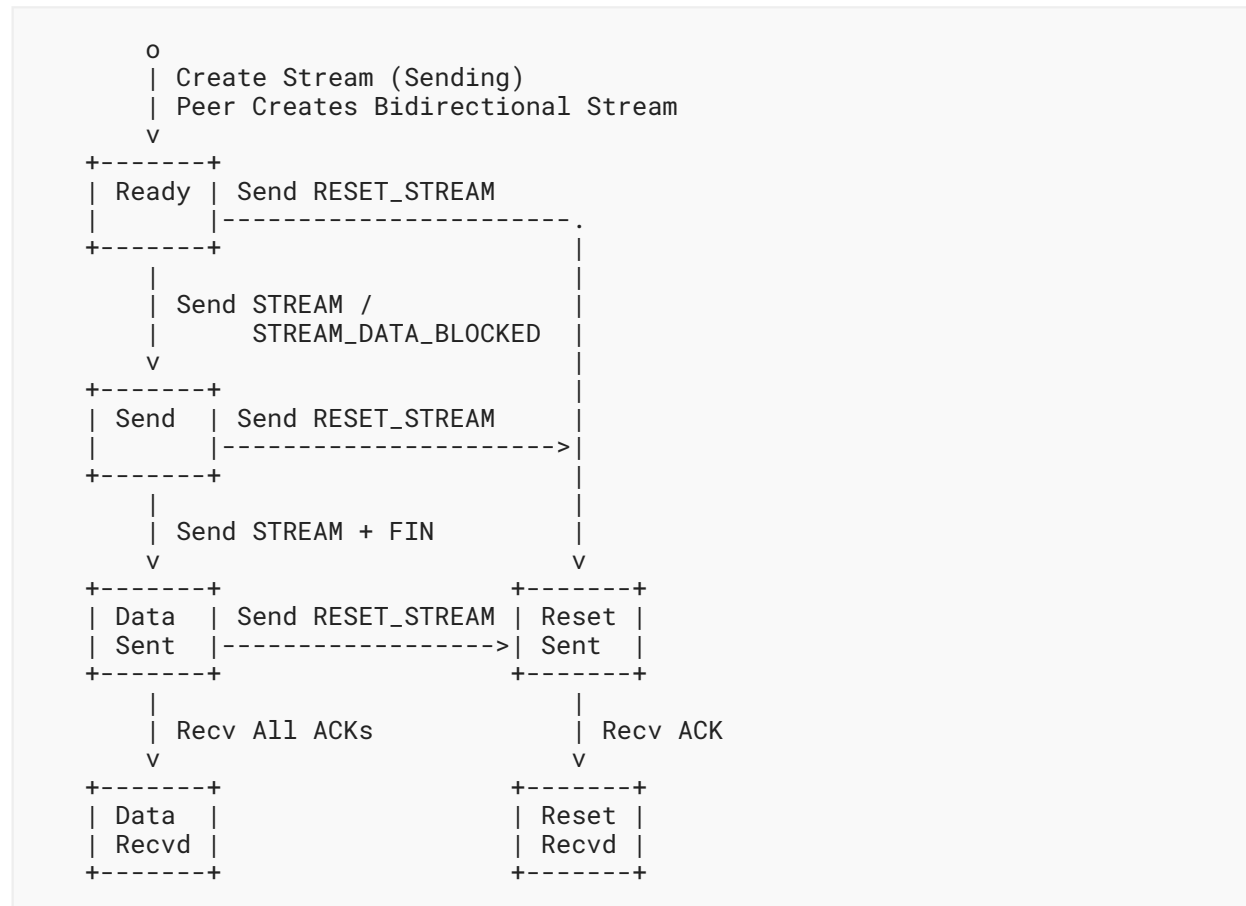 o
       | Create Stream (Sending)
       | Peer Creates Bidirectional Stream
       v
   +-------+
   | Ready | Send RESET_STREAM
   |       |-----------------------.
   +-------+                       |
       |                           |
       | Send STREAM /             |
       |      STREAM_DATA_BLOCKED  |
       v                           |
   +-------+                       |
   | Send  | Send RESET_STREAM     |
   |       |---------------------->|
   +-------+                       |
       |                           |
       | Send STREAM + FIN         |
       v                           v
   +-------+                   +-------+
   | Data  | Send RESET_STREAM | Reset |
   | Sent  |------------------>| Sent  |
   +-------+                   +-------+
       |                           |
       | Recv All ACKs             | Recv ACK
       v                           v
   +-------+                   +-------+
   | Data  |                   | Reset |
   | Recvd |                   | Recvd |
   +-------+                   +-------+